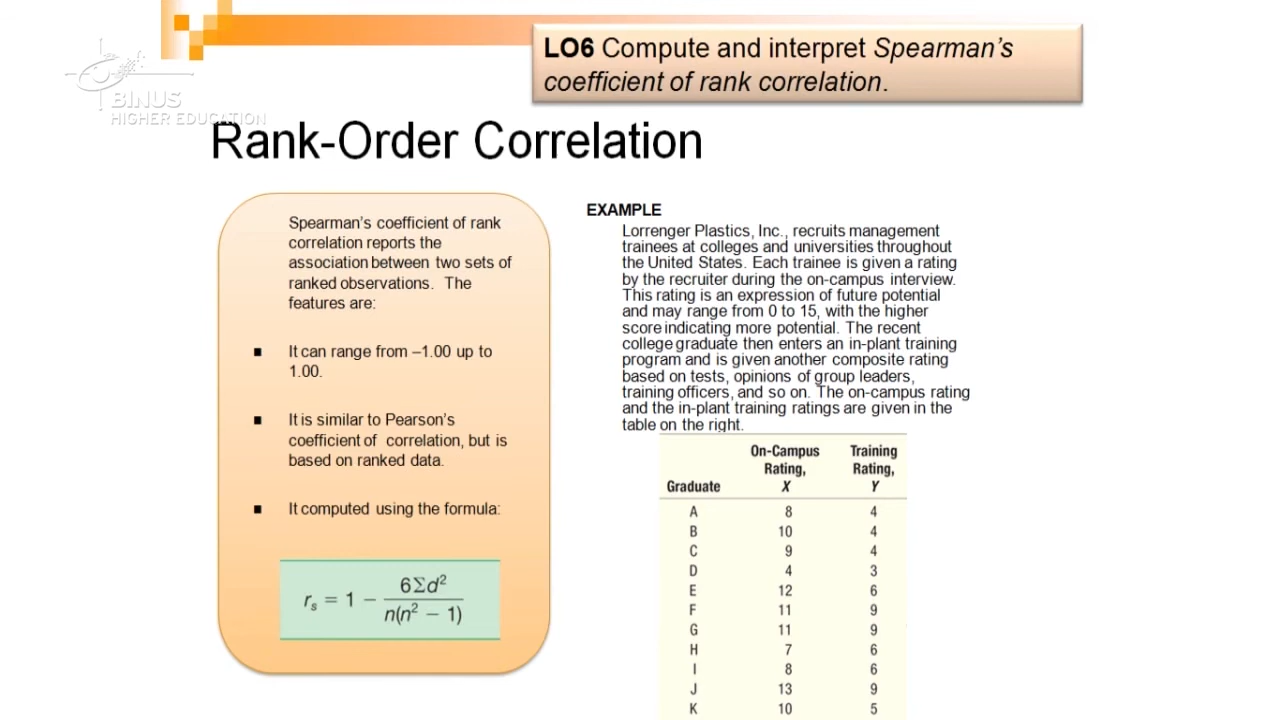 LO6 Compute and interpret Spearman's
coefficient of rank correlation.
BINUS
HIGHER EDUCATION
Rank-Order Correlation
Spearman's coefficient of rank
correlation reports the
association between two sets of
ranked observations. The
features are:
■ It can range from –1.00 up to
1.00.
■ It is similar to Pearson's
coefficient of correlation, but is
based on ranked data.
■ It computed using the formula:
rₛ = 1 − 6Σd² / n(n² − 1)
EXAMPLE
Lorrenger Plastics, Inc., recruits management
trainees at colleges and universities throughout
the United States. Each trainee is given a rating
by the recruiter during the on-campus interview.
This rating is an expression of future potential
and may range from 0 to 15, with the higher
score indicating more potential. The recent
college graduate then enters an in-plant training
program and is given another composite rating
based on tests, opinions of group leaders,
training officers, and so on. The on-campus rating
and the in-plant training ratings are given in the
table on the right.
On-Campus Training
Rating, Rating,
Graduate X Y
A 8 4
B 10 4
C 9 4
D 4 3
E 12 6
F 11 9
G 11 9
H 7 6
I 8 6
J 13 9
K 10 5